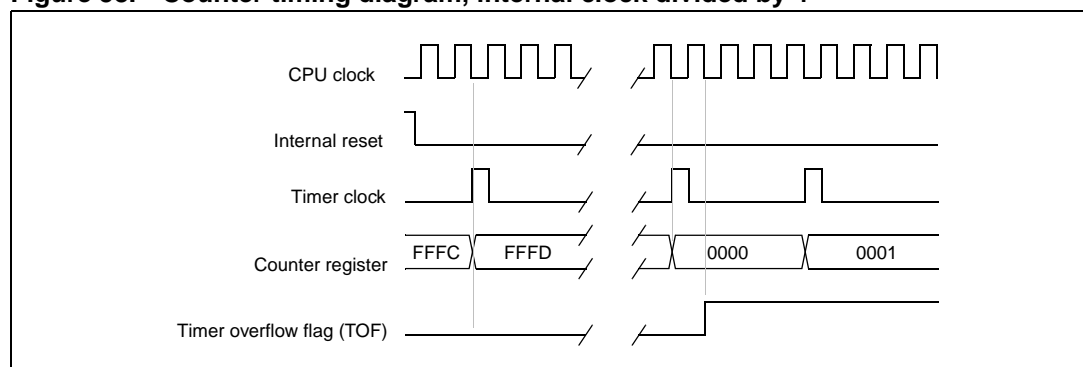 CPU clock
Internal reset
Timer clock
Counter register FFFC FFFD 0000 0001
Timer overflow flag (TOF)